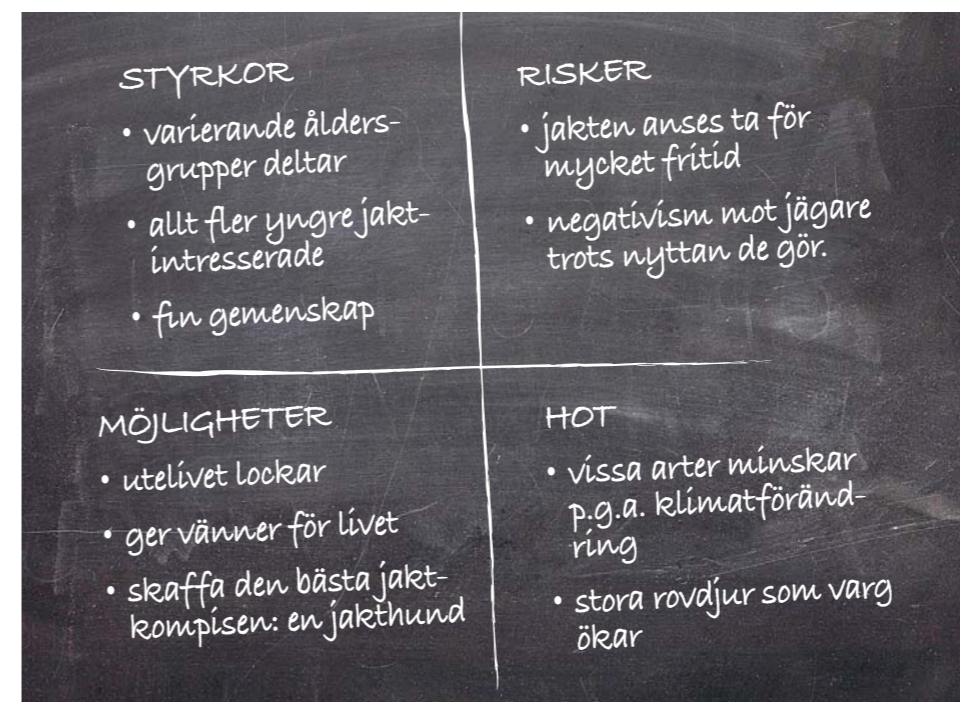 STYRKOR
• varierande ålders-
grupper deltar
• allt fler yngre jakt-
intresserade
• fin gemenskap
RISKER
• jakten anses ta för
mycket fritid
• negativism mot jägare
trots nyttan de gör.
MÖJLIGHETER
• utelivet lockar
• ger vänner för livet
• skaffa den bästa jakt-
kompisen: en jakthund
HOT
• vissa arter minskar
p.g.a. klimatföränd-
ring
• stora rovdjur som varg
ökar